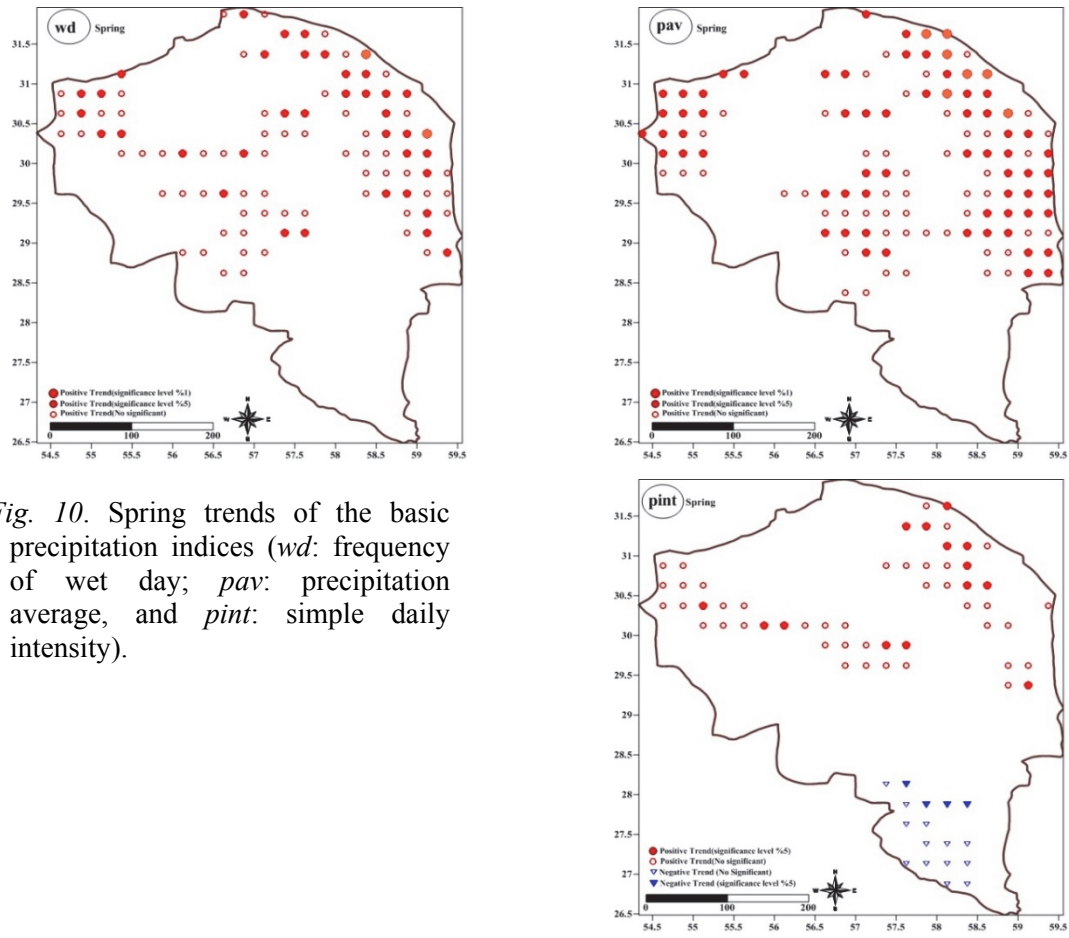 wd Spring
31.5
31
30.5
30
29.5
29
28.5
28
27.5
27
26.5
Positive Trend(significance level %1)
Positive Trend(significance level %5)
Positive Trend(No significant)
0 100 200
N
W E
S
54.5 55 55.5 56 56.5 57 57.5 58 58.5 59 59.5
pav Spring
31.5
31
30.5
30
29.5
29
28.5
28
27.5
27
26.5
Positive Trend(significance level %1)
Positive Trend(significance level %5)
Positive Trend(No significant)
0 100 200
N
W E
S
54.5 55 55.5 56 56.5 57 57.5 58 58.5 59 59.5
ig. 10. Spring trends of the basic
precipitation indices (wd: frequency
of wet day; pav: precipitation
average, and pint: simple daily
intensity).
pint Spring
31.5
31
30.5
30
29.5
29
28.5
28
27.5
27
26.5
Positive Trend(significance level %5)
Positive Trend(No significant)
Negative Trend (No Significant)
Negative Trend (significance level %5)
0 100 200
N
W E
S
54.5 55 55.5 56 56.5 57 57.5 58 58.5 59 59.5